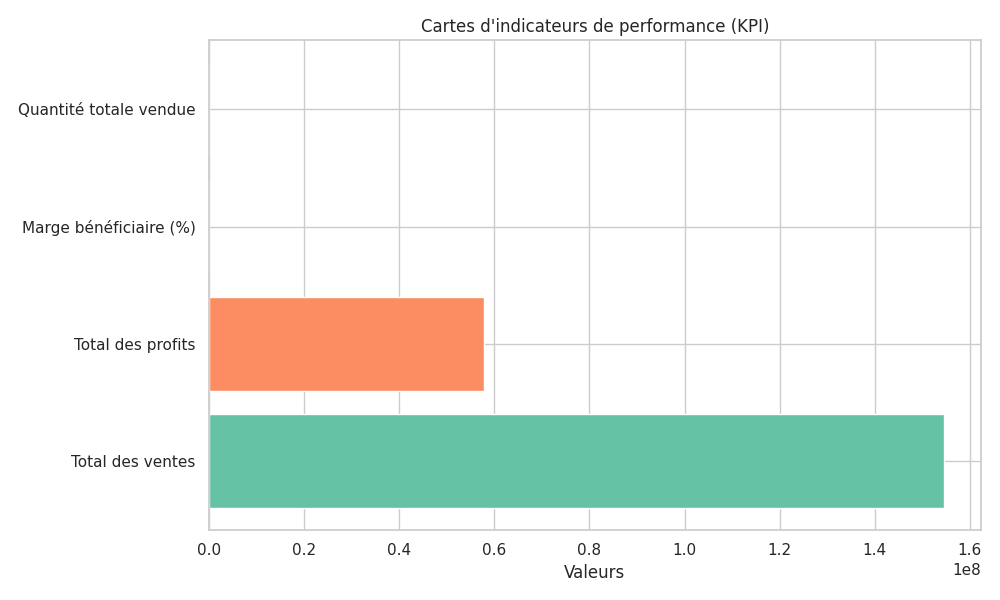 Cartes d'indicateurs de performance (KPI)
Quantité totale vendue
Marge bénéficiaire (%)
Total des profits
Total des ventes
0.0 0.2 0.4 0.6 0.8 1.0 1.2 1.4 1.6
1e8
Valeurs